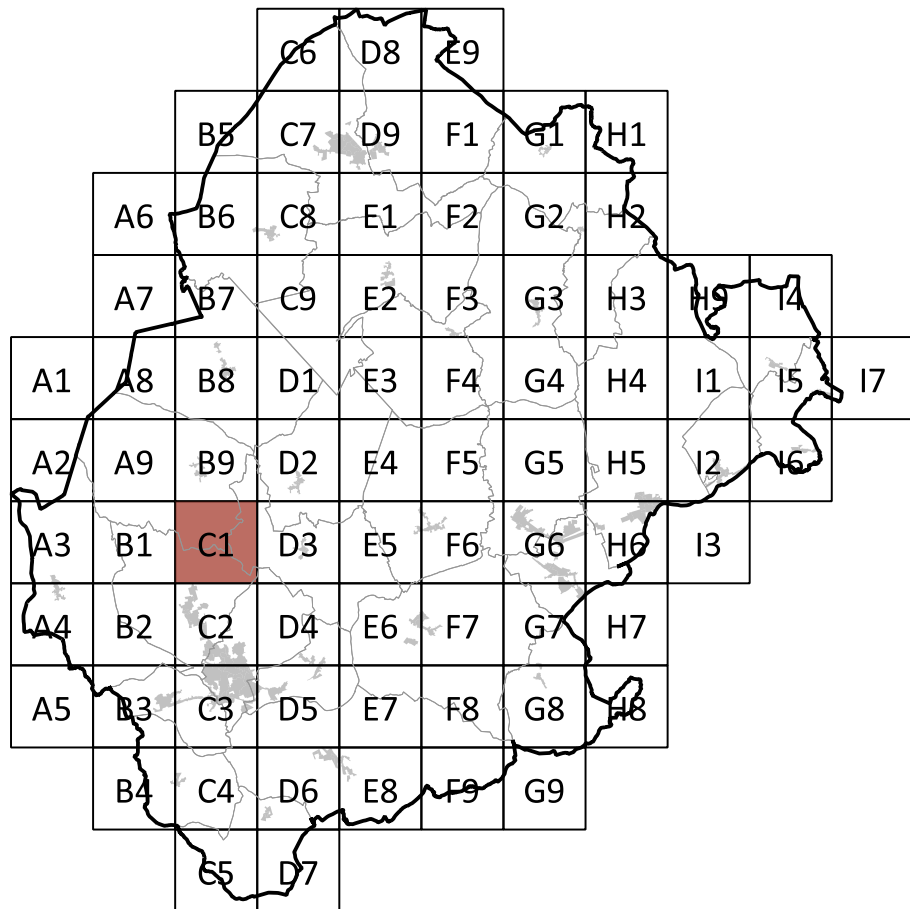 C6 D8 E9
B5 C7 D9 F1 G1 H1
A6 B6 C8 E1 F2 G2 H2
A7 B7 C9 E2 F3 G3 H3 H9 I4
A1 A8 B8 D1 E3 F4 G4 H4 I1 I5 I7
A2 A9 B9 D2 E4 F5 G5 H5 I2 I6
A3 B1 C1 D3 E5 F6 G6 H6 I3
A4 B2 C2 D4 E6 F7 G7 H7
A5 B3 C3 D5 E7 F8 G8 H8
B4 C4 D6 E8 F9 G9
C5 D7